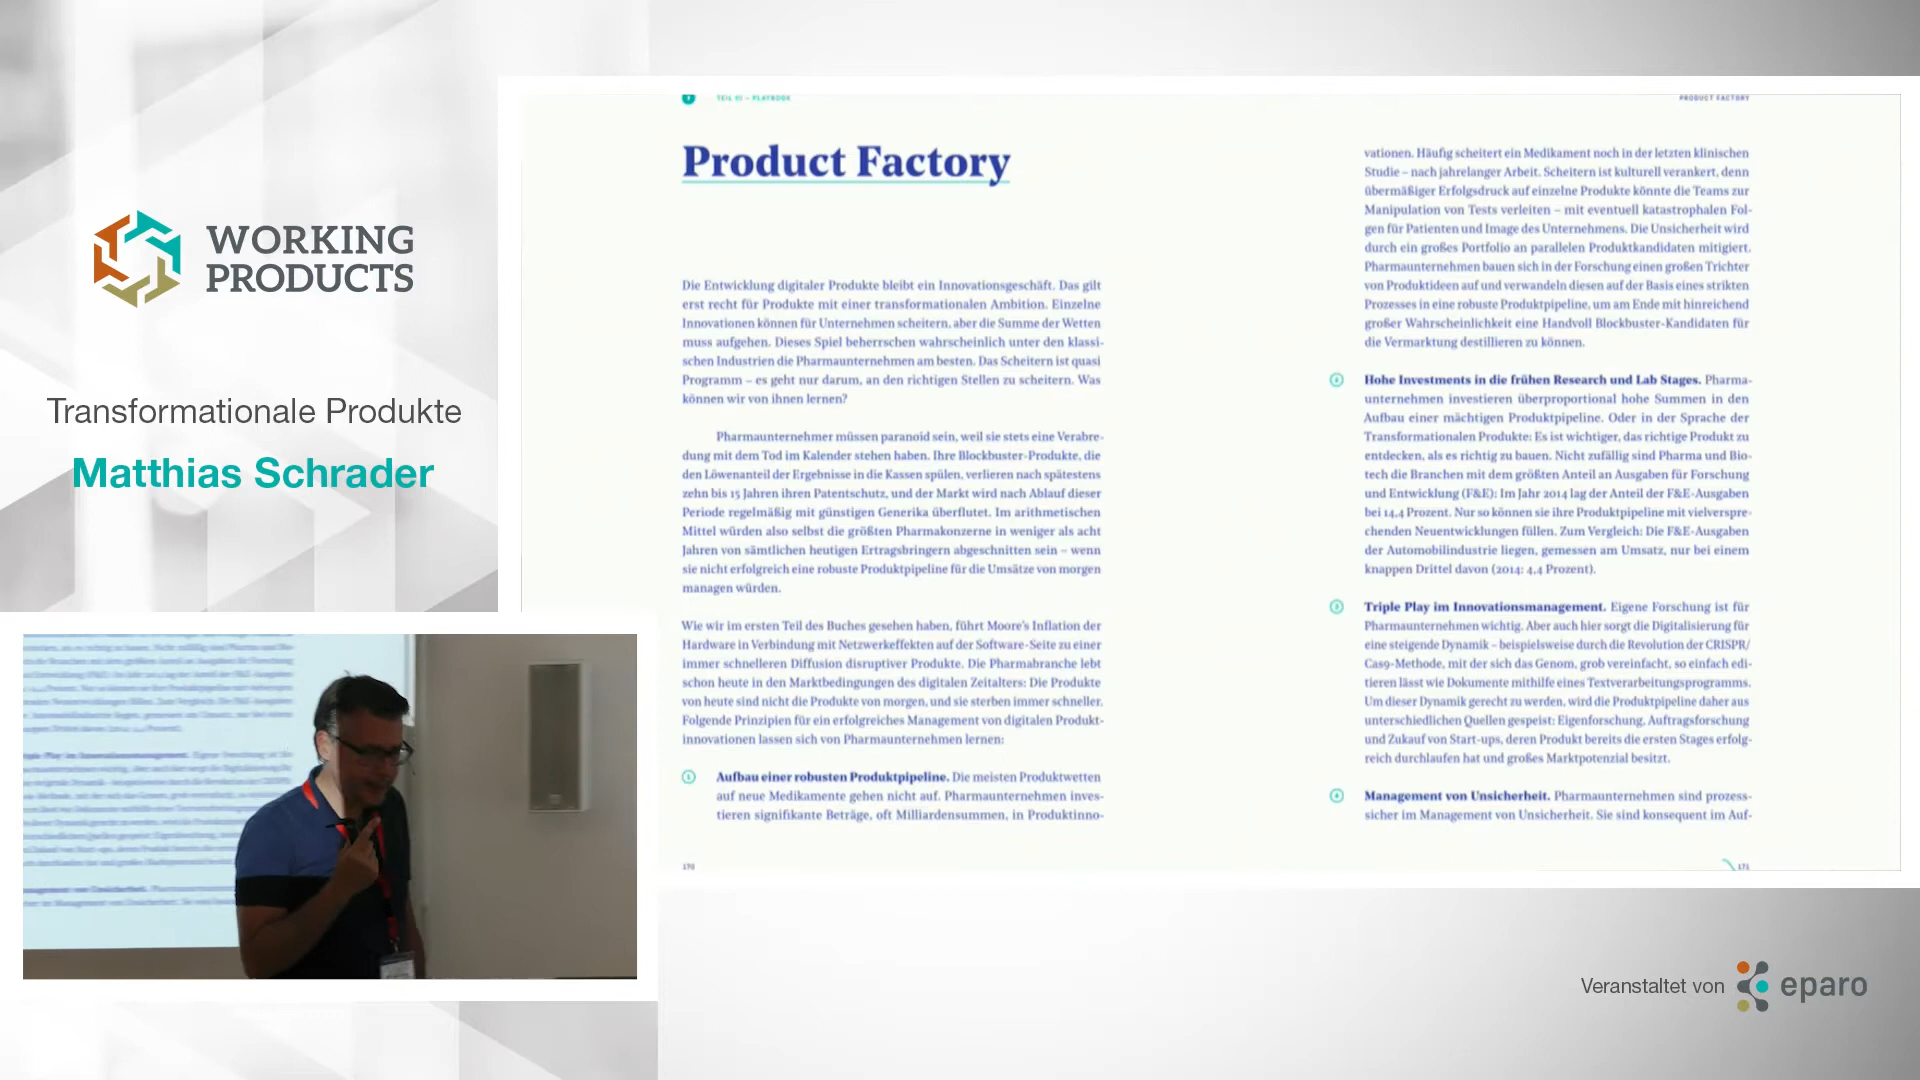 WORKING
PRODUCTS
Transformationale Produkte
Matthias Schrader
TEIL III – PLAYBOOK
PRODUCT FACTORY
Product Factory
Die Entwicklung digitaler Produkte bleibt ein Innovationsgeschäft. Das gilt
erst recht für Produkte mit einer transformationalen Ambition. Einzelne
Innovationen können für Unternehmen scheitern, aber die Summe der Wetten
muss aufgehen. Dieses Spiel beherrschen wahrscheinlich unter den klassi-
schen Industrien die Pharmaunternehmen am besten. Das Scheitern ist quasi
Programm – es geht nur darum, an den richtigen Stellen zu scheitern. Was
können wir von ihnen lernen?
Pharmaunternehmer müssen paranoid sein, weil sie stets eine Verabre-
dung mit dem Tod im Kalender stehen haben. Ihre Blockbuster-Produkte, die
den Löwenanteil der Ergebnisse in die Kassen spülen, verlieren nach spätestens
zehn bis 15 Jahren ihren Patentschutz, und der Markt wird nach Ablauf dieser
Periode regelmäßig mit günstigen Generika überflutet. Im arithmetischen
Mittel würden also selbst die größten Pharmakonzerne in weniger als acht
Jahren von sämtlichen heutigen Ertragsbringern abgeschnitten sein – wenn
sie nicht erfolgreich eine robuste Produktpipeline für die Umsätze von morgen
managen würden.
Wie wir im ersten Teil des Buches gesehen haben, führt Moore's Inflation der
Hardware in Verbindung mit Netzwerkeffekten auf der Software-Seite zu einer
immer schnelleren Diffusion disruptiver Produkte. Die Pharmabranche lebt
schon heute in den Marktbedingungen des digitalen Zeitalters: Die Produkte
von heute sind nicht die Produkte von morgen, und sie sterben immer schneller.
Folgende Prinzipien für ein erfolgreiches Management von digitalen Produkt-
innovationen lassen sich von Pharmaunternehmen lernen:
1 Aufbau einer robusten Produktpipeline. Die meisten Produktwetten
auf neue Medikamente gehen nicht auf. Pharmaunternehmen inves-
tieren signifikante Beträge, oft Milliardensummen, in Produktinno-
170
vationen. Häufig scheitert ein Medikament noch in der letzten klinischen
Studie – nach jahrelanger Arbeit. Scheitern ist kulturell verankert, denn
übermäßiger Erfolgsdruck auf einzelne Produkte könnte die Teams zur
Manipulation von Tests verleiten – mit eventuell katastrophalen Fol-
gen für Patienten und Image des Unternehmens. Die Unsicherheit wird
durch ein großes Portfolio an parallelen Produktkandidaten mitigiert.
Pharmaunternehmen bauen sich in der Forschung einen großen Trichter
von Produktideen auf und verwandeln diesen auf der Basis eines strikten
Prozesses in eine robuste Produktpipeline, um am Ende mit hinreichend
großer Wahrscheinlichkeit eine Handvoll Blockbuster-Kandidaten für
die Vermarktung destillieren zu können.
2 Hohe Investments in die frühen Research und Lab Stages. Pharma-
unternehmen investieren überproportional hohe Summen in den
Aufbau einer mächtigen Produktpipeline. Oder in der Sprache der
Transformationalen Produkte: Es ist wichtiger, das richtige Produkt zu
entdecken, als es richtig zu bauen. Nicht zufällig sind Pharma und Bio-
tech die Branchen mit dem größten Anteil an Ausgaben für Forschung
und Entwicklung (F&E): Im Jahr 2014 lag der Anteil der F&E-Ausgaben
bei 14,4 Prozent. Nur so können sie ihre Produktpipeline mit vielverspre-
chenden Neuentwicklungen füllen. Zum Vergleich: Die F&E-Ausgaben
der Automobilindustrie liegen, gemessen am Umsatz, nur bei einem
knappen Drittel davon (2014: 4,4 Prozent).
3 Triple Play im Innovationsmanagement. Eigene Forschung ist für
Pharmaunternehmen wichtig. Aber auch hier sorgt die Digitalisierung für
eine steigende Dynamik – beispielsweise durch die Revolution der CRISPR/
Cas9-Methode, mit der sich das Genom, grob vereinfacht, so einfach edi-
tieren lässt wie Dokumente mithilfe eines Textverarbeitungsprogramms.
Um dieser Dynamik gerecht zu werden, wird die Produktpipeline daher aus
unterschiedlichen Quellen gespeist: Eigenforschung, Auftragsforschung
und Zukauf von Start-ups, deren Produkt bereits die ersten Stages erfolg-
reich durchlaufen hat und großes Marktpotenzial besitzt.
4 Management von Unsicherheit. Pharmaunternehmen sind prozess-
sicher im Management von Unsicherheit. Sie sind konsequent im Auf-
171
Veranstaltet von eparo